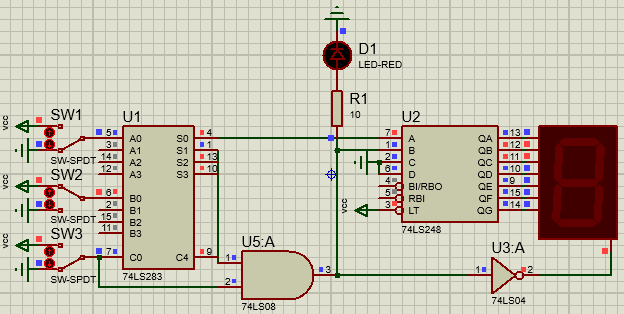 D1
LED-RED
R1
10
SW1
SW2
SW3
SW-SPDT
SW-SPDT
SW-SPDT
VCC
VCC
VCC
VCC
U1
5 A0 S0 4
3 A1 S1 1
14 A2 S2 13
12 A3 S3 10
6 B0
2 B1
15 B2
11 B3
7 C0 C4 9
74LS283
U2
7 A QA 13
1 B QB 12
2 C QC 11
6 D QD 10
4 BI/RBO QE 9
5 RBI QF 15
3 LT QG 14
74LS248
U5:A
1
2
3
74LS08
U3:A
1 2
74LS04